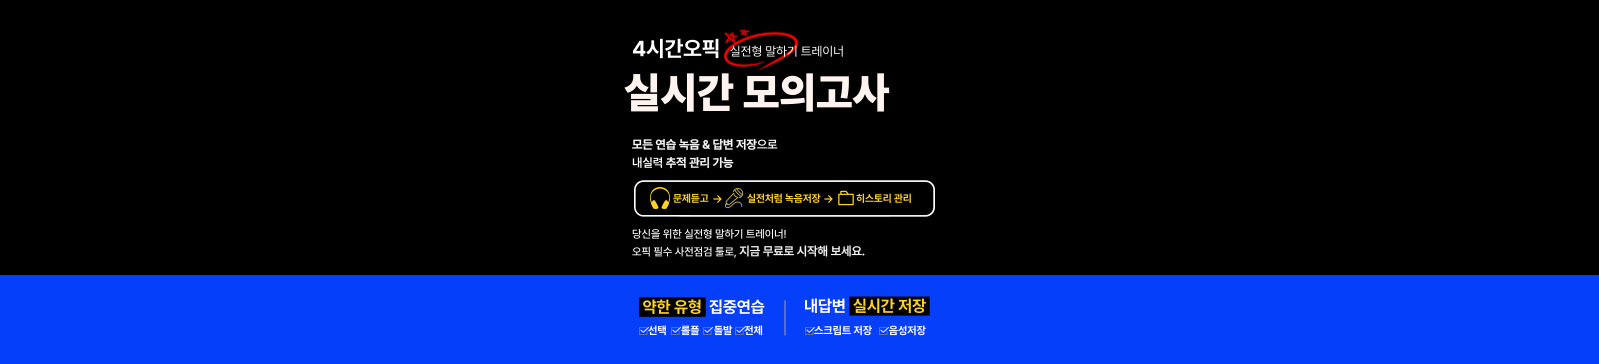 4시간오픽 실전형 말하기 트레이너
실시간 모의고사
모든 연습 녹음 & 답변 저장으로
내실력 추적 관리 가능
문제듣고 → 실전처럼 녹음저장 → 히스토리 관리
당신을 위한 실전형 말하기 트레이너!
오픽 필수 사전점검 툴로, 지금 무료로 시작해 보세요.
약한 유형 집중연습
선택 롤플 돌발 전체
내답변 실시간 저장
스크립트 저장 음성저장